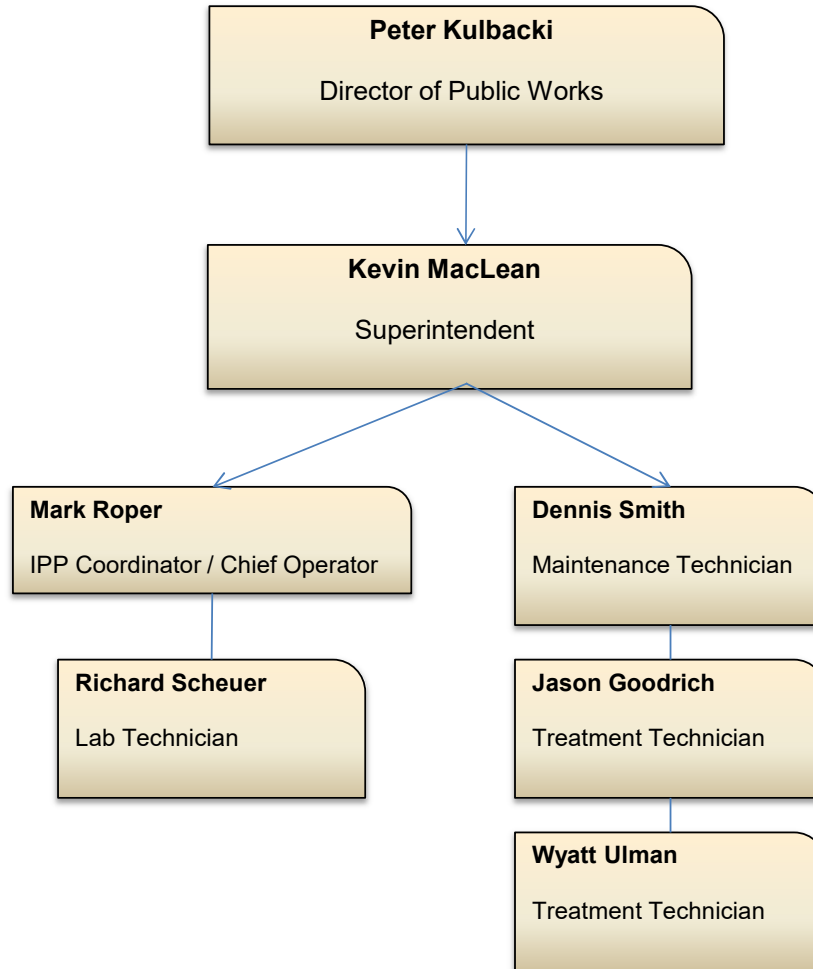 Peter Kulbacki
Director of Public Works
Kevin MacLean
Superintendent
Mark Roper
IPP Coordinator / Chief Operator
Dennis Smith
Maintenance Technician
Richard Scheuer
Lab Technician
Jason Goodrich
Treatment Technician
Wyatt Ulman
Treatment Technician